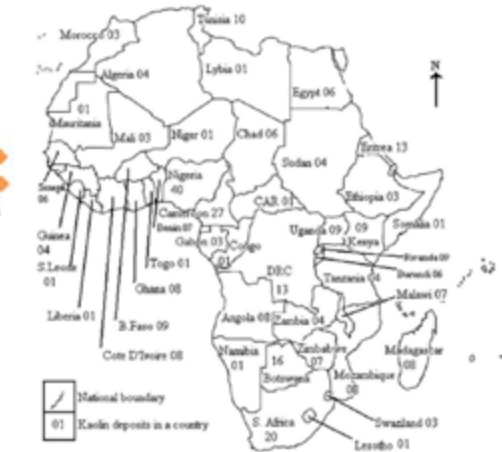 Tunisia 10
Morocco 03
Algeria 04
Lybia 01
Egypt 06
N
01
Mauritania
Mali 03
Niger 01
Chad 06
Sudan 04
Eritrea 13
Senegal
06
Nigeria
40
Ethiopia 03
CAR 01
Cameroon 27
Benin 07
Somalia 01
Guinea
04
Gabon 03
Congo
01
Uganda 09
09
Kenya
S.Leone
01
Togo 01
Rwanda 09
Burundi 06
DRC
13
Tanzania 04
Ghana 08
Malawi 07
Liberia 01
B.Faso 09
Angola 08
Zambia 04
Cote D'Ivoire 08
Namibia
01
16
Botswana
Zimbabwe
07
Mozambique
08
Madagascar
08
National boundary
01
Kaolin deposits in a country
S. Africa
20
Swaziland 03
Lesotho 01